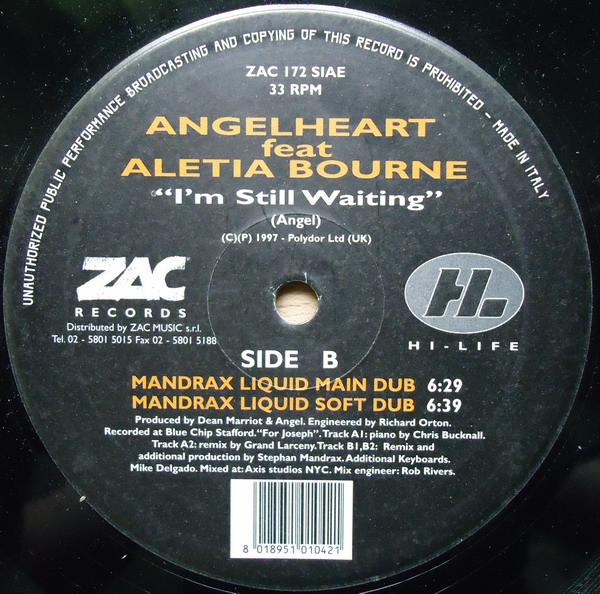 UNAUTHORIZED PUBLIC PERFORMANCE BROADCASTING AND COPYING OF THIS RECORD IS PROHIBITED - MADE IN ITALY
ZAC 172 SIAE
33 RPM
ANGELHEART
feat
ALETIA BOURNE
“I'm Still Waiting”
(Angel)
(C)(P) 1997 - Polydor Ltd (UK)
ZAC
RECORDS
Distributed by ZAC MUSIC s.r.l.
Tel. 02 - 5801 5015 Fax 02 - 5801 5188
H.
HI-LIFE
SIDE B
MANDRAX LIQUID MAIN DUB 6:29
MANDRAX LIQUID SOFT DUB 6:39
Produced by Dean Marriot & Angel. Engineered by Richard Orton.
Recorded at Blue Chip Stafford. “For Joseph”. Track A1: piano by Chris Bucknall.
Track A2: remix by Grand Larceny. Track B1,B2: Remix and
additional production by Stephan Mandrax. Additional Keyboards.
Mike Delgado. Mixed at: Axis studios NYC. Mix engineer: Rob Rivers.
8 018951 010421